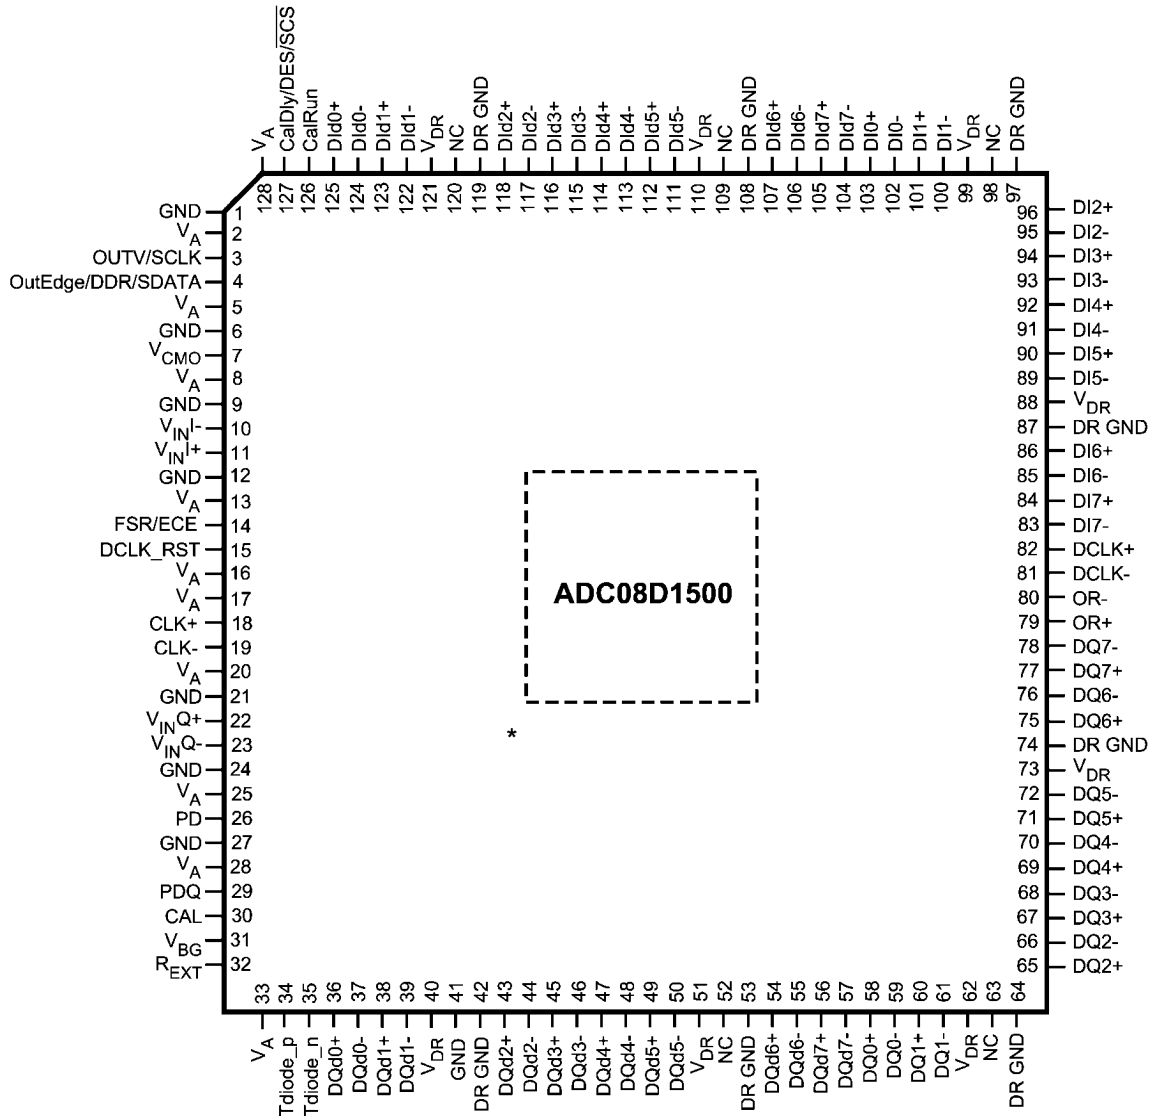 VA
CalDly/DES/SCS
CalRun
DId0+
DId0-
DId1+
DId1-
VDR
NC
DR GND
DId2+
DId2-
DId3+
DId3-
DId4+
DId4-
DId5+
DId5-
VDR
NC
DR GND
DId6+
DId6-
DId7+
DId7-
DI0+
DI0-
DI1+
DI1-
VDR
NC
DR GND
128
127
126
125
124
123
122
121
120
119
118
117
116
115
114
113
112
111
110
109
108
107
106
105
104
103
102
101
100
99
98
97
GND 1
VA 2
OUTV/SCLK 3
OutEdge/DDR/SDATA 4
VA 5
GND 6
VCMO 7
VA 8
GND 9
VINI- 10
VINI+ 11
GND 12
VA 13
FSR/ECE 14
DCLK_RST 15
VA 16
VA 17
CLK+ 18
CLK- 19
VA 20
GND 21
VINQ+ 22
VINQ- 23
GND 24
VA 25
PD 26
GND 27
VA 28
PDQ 29
CAL 30
VBG 31
REXT 32
ADC08D1500
*
96 DI2+
95 DI2-
94 DI3+
93 DI3-
92 DI4+
91 DI4-
90 DI5+
89 DI5-
88 VDR
87 DR GND
86 DI6+
85 DI6-
84 DI7+
83 DI7-
82 DCLK+
81 DCLK-
80 OR-
79 OR+
78 DQ7-
77 DQ7+
76 DQ6-
75 DQ6+
74 DR GND
73 VDR
72 DQ5-
71 DQ5+
70 DQ4-
69 DQ4+
68 DQ3-
67 DQ3+
66 DQ2-
65 DQ2+
33
34
35
36
37
38
39
40
41
42
43
44
45
46
47
48
49
50
51
52
53
54
55
56
57
58
59
60
61
62
63
64
VA
Tdiode_p
Tdiode_n
DQd0+
DQd0-
DQd1+
DQd1-
VDR
GND
DR GND
DQd2+
DQd2-
DQd3+
DQd3-
DQd4+
DQd4-
DQd5+
DQd5-
VDR
NC
DR GND
DQd6+
DQd6-
DQd7+
DQd7-
DQ0+
DQ0-
DQ1+
DQ1-
VDR
NC
DR GND